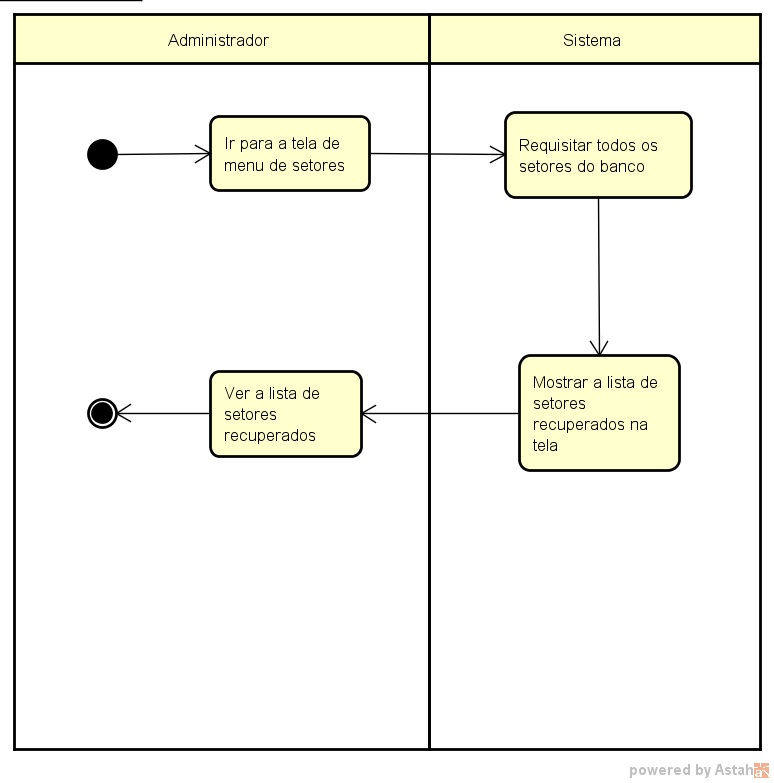 Administrador
Sistema
Ir para a tela de
menu de setores
Requisitar todos os
setores do banco
Mostrar a lista de
setores
recuperados na
tela
Ver a lista de
setores
recuperados
powered by Astah